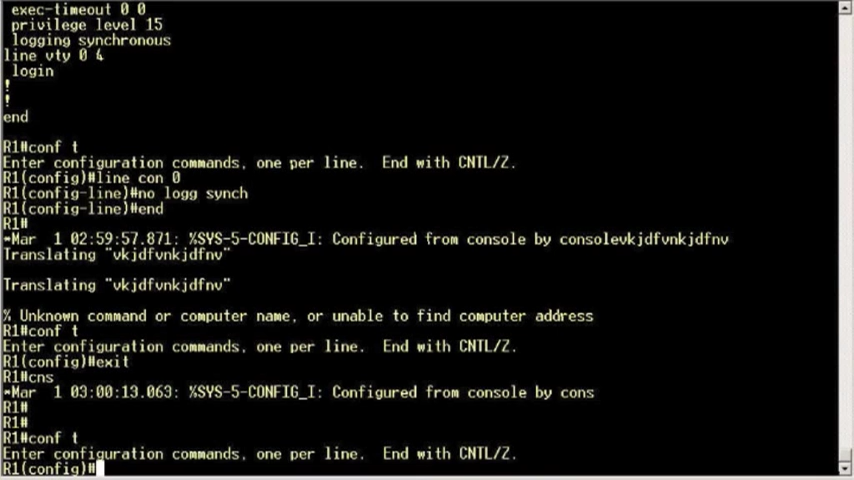 exec-timeout 0 0
privilege level 15
logging synchronous
line vty 0 4
login
!
!
end
R1#conf t
Enter configuration commands, one per line.  End with CNTL/Z.
R1(config)#line con 0
R1(config-line)#no logg synch
R1(config-line)#end
R1#
*Mar  1 02:59:57.871: %SYS-5-CONFIG_I: Configured from console by consolevkjdfvnkjdfnv
Translating "vkjdfvnkjdfnv"
Translating "vkjdfvnkjdfnv"
% Unknown command or computer name, or unable to find computer address
R1#conf t
Enter configuration commands, one per line.  End with CNTL/Z.
R1(config)#exit
R1#cns
*Mar  1 03:00:13.063: %SYS-5-CONFIG_I: Configured from console by cons
R1#
R1#
R1#conf t
Enter configuration commands, one per line.  End with CNTL/Z.
R1(config)#